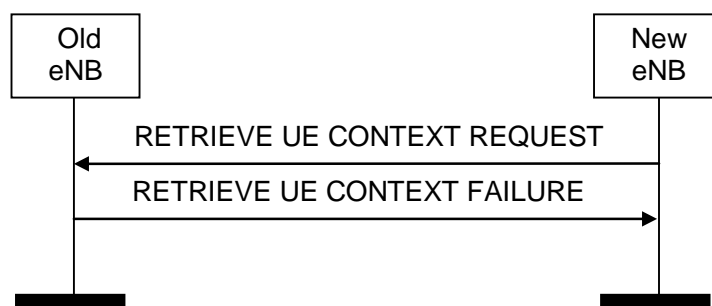 Old
eNB
New
eNB
RETRIEVE UE CONTEXT REQUEST
RETRIEVE UE CONTEXT FAILURE